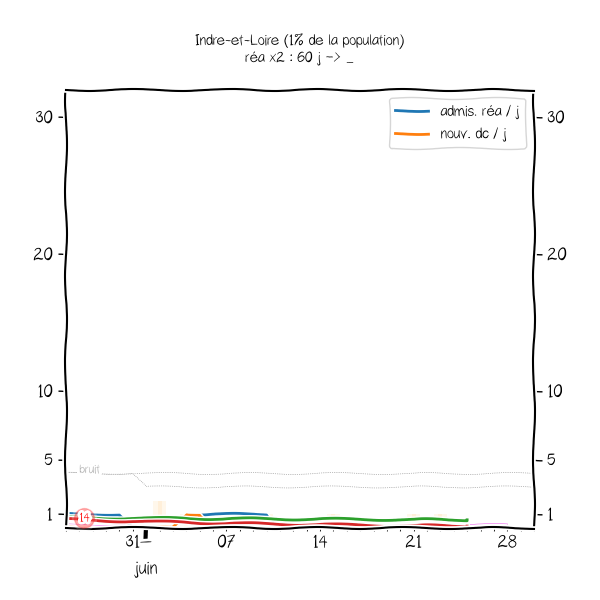 Indre-et-Loire (1% de la population)
réa x2 : 60 j -> _
admis. réa / j
nouv. dc / j
30
30
20
20
10
10
5
5
bruit
1
14
1
31
07
14
21
28
juin